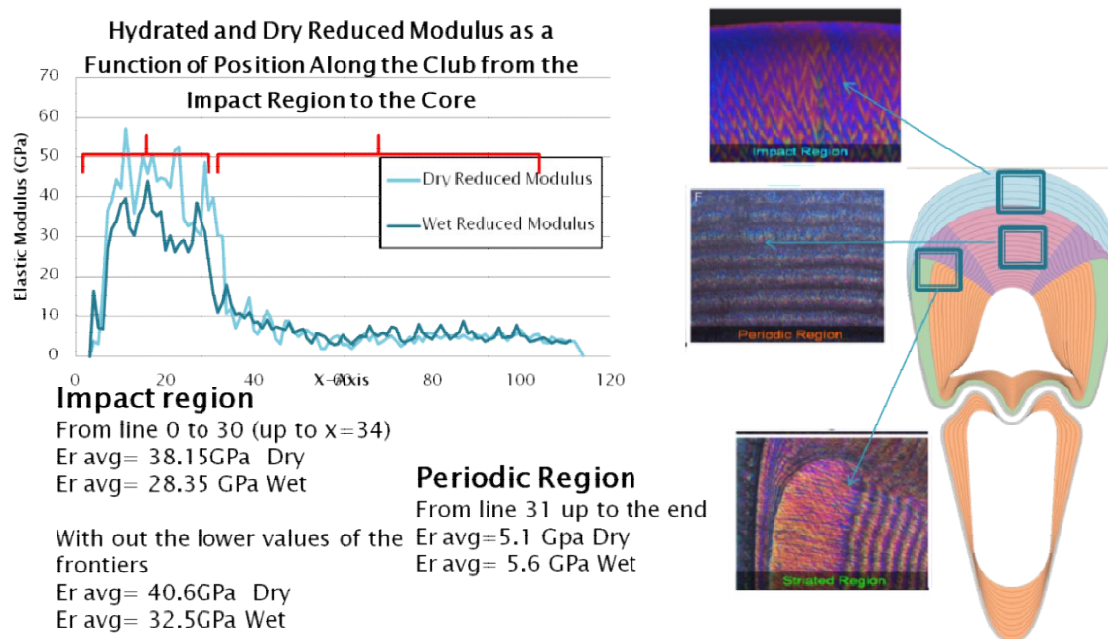 Hydrated and Dry Reduced Modulus as a
Function of Position Along the Club from the
Impact Region to the Core
70
60
50
40
30
20
10
0
Elastic Modulus (GPa)
Dry Reduced Modulus
Wet Reduced Modulus
0
20
40
60
80
100
120
X-Axis
Impact region
From line 0 to 30 (up to x=34)
Er avg= 38.15GPa Dry
Er avg= 28.35 GPa Wet
With out the lower values of the
frontiers
Er avg= 40.6GPa Dry
Er avg= 32.5GPa Wet
Periodic Region
From line 31 up to the end
Er avg=5.1 Gpa Dry
Er avg= 5.6 GPa Wet
Impact Region
F
Periodic Region
Striated Region